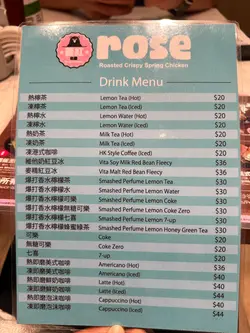 rose
Roasted Crispy Spring Chicken
Drink Menu
熱檸茶 Lemon Tea (Hot) $20
凍檸茶 Lemon Tea (Iced) $20
熱檸水 Lemon Water (Hot) $20
凍檸水 Lemon Water (Iced) $20
熱奶茶 Milk Tea (Hot) $20
凍奶茶 Milk Tea (Iced) $20
凍港式咖啡 HK Style Coffee (Iced) $20
維他奶紅豆冰 Vita Soy Milk Red Bean Fleecy $36
麥精紅豆冰 Vita Malt Red Bean Fleecy $36
爆打香水檸檬茶 Smashed Perfume Lemon Tea $30
爆打香水檸檬水 Smashed Perfume Lemon Water $30
爆打香水檸檬可樂 Smashed Perfume Lemon Coke $30
爆打香水檸檬無糖可樂 Smashed Perfume Lemon Coke Zero $30
爆打香水檸檬七喜 Smashed Perfume Lemon 7-up $30
爆打香水檸檬蜂蜜綠茶 Smashed Perfume Lemon Honey Green Tea $36
可樂 Coke $20
無糖可樂 Coke Zero $20
七喜 7-up $20
熱即磨美式咖啡 Americano (Hot) $36
凍即磨美式咖啡 Americano (Iced) $40
熱即磨鮮奶咖啡 Latte (Hot) $40
凍即磨鮮奶咖啡 Latte (Iced) $44
熱即磨泡沫咖啡 Cappuccino (Hot) $40
凍即磨泡沫咖啡 Cappuccino (Iced) $44